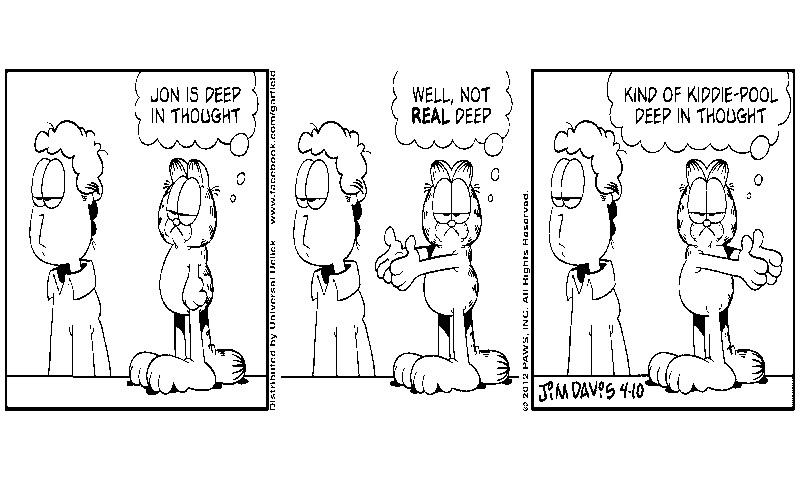 JON IS DEEP
IN THOUGHT
Distributed by Universal Uclick www.facebook.com/garfield
WELL, NOT
REAL DEEP
© 2012 PAWS, INC. All Rights Reserved.
KIND OF KIDDIE-POOL
DEEP IN THOUGHT
JIM DAVIS 4-10